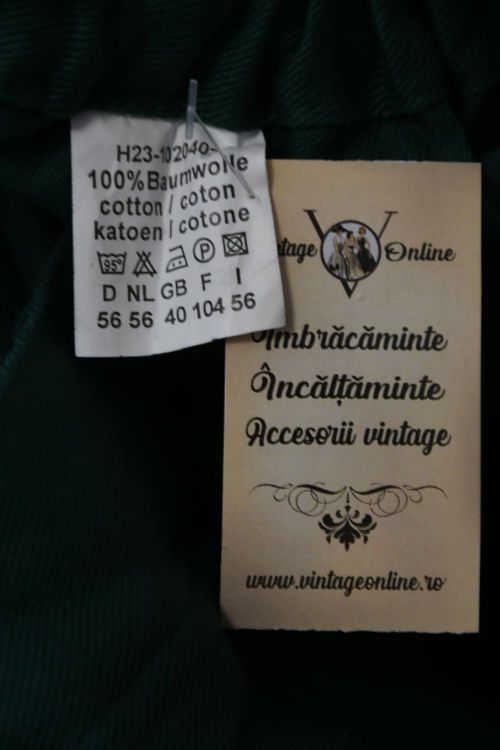 H23-102040-
100%Baumwolle
cotton / coton
katoen / cotone
95°
P
D NL GB F I
56 56 40 104 56
V
Online
Îmbrăcăminte
Încălțăminte
Accesorii vintage
www.vintageonline.ro